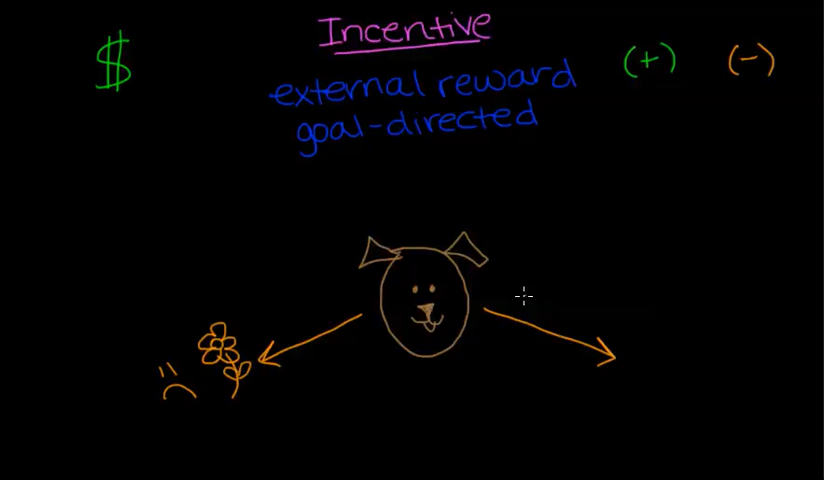 Incentive
$
external reward
(+) (-)
goal-directed